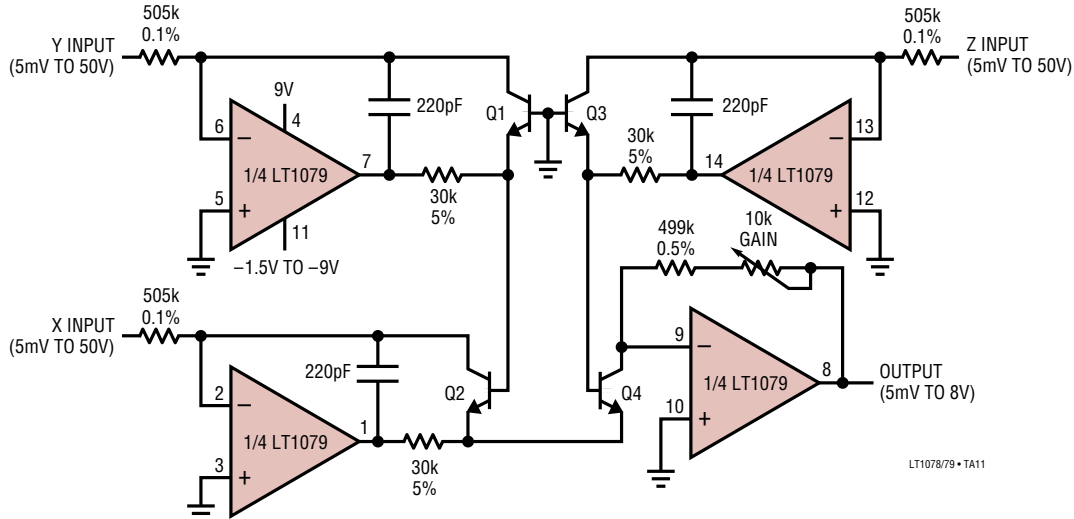 505k
0.1%
Y INPUT
(5mV TO 50V)
6
−
5
+
1/4 LT1079
9V
4
7
11
−1.5V TO −9V
220pF
30k
5%
Q1
Q3
220pF
30k
5%
14
505k
0.1%
Z INPUT
(5mV TO 50V)
13
−
12
+
1/4 LT1079
499k
0.5%
10k
GAIN
505k
0.1%
X INPUT
(5mV TO 50V)
2
−
3
+
1/4 LT1079
1
220pF
30k
5%
Q2
Q4
9
−
10
+
1/4 LT1079
8
OUTPUT
(5mV TO 8V)
LT1078/79 • TA11